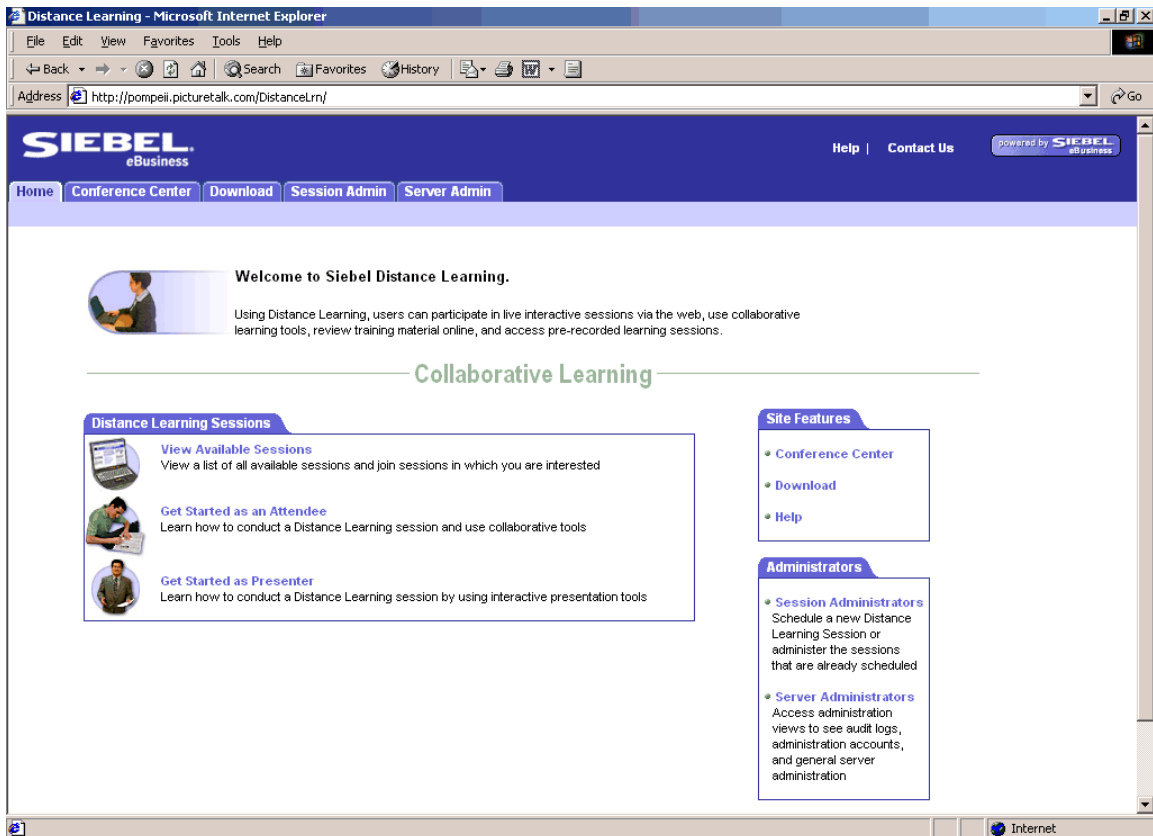 Distance Learning - Microsoft Internet Explorer
File Edit View Favorites Tools Help
Back Search Favorites History
Address http://pompeii.picturetalk.com/DistanceLrn/ Go
SIEBEL.
eBusiness
Help | Contact Us
powered by SIEBEL
eBusiness
Home Conference Center Download Session Admin Server Admin
Welcome to Siebel Distance Learning.
Using Distance Learning, users can participate in live interactive sessions via the web, use collaborative
learning tools, review training material online, and access pre-recorded learning sessions.
Collaborative Learning
Distance Learning Sessions
View Available Sessions
View a list of all available sessions and join sessions in which you are interested
Get Started as an Attendee
Learn how to conduct a Distance Learning session and use collaborative tools
Get Started as Presenter
Learn how to conduct a Distance Learning session by using interactive presentation tools
Site Features
Conference Center
Download
Help
Administrators
Session Administrators
Schedule a new Distance
Learning Session or
administer the sessions
that are already scheduled
Server Administrators
Access administration
views to see audit logs,
administration accounts,
and general server
administration
Internet